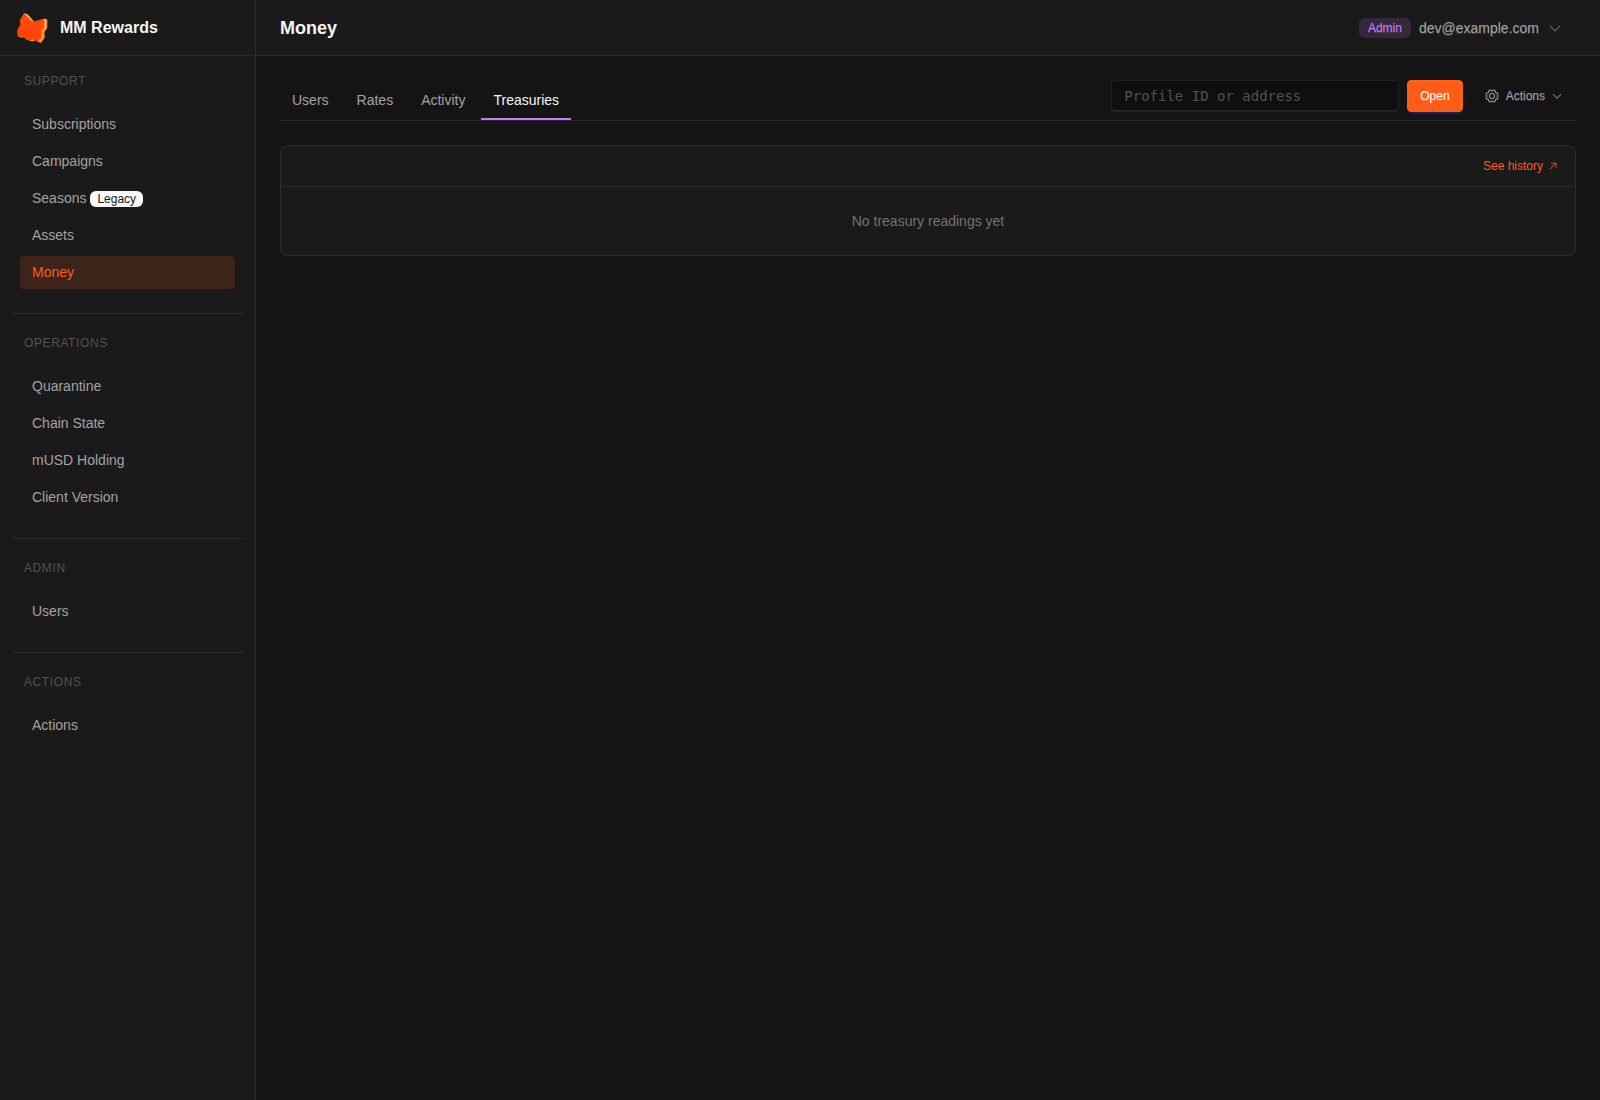 MM Rewards
Money
Admin dev@example.com
SUPPORT
Subscriptions
Campaigns
Seasons Legacy
Assets
Money
OPERATIONS
Quarantine
Chain State
mUSD Holding
Client Version
ADMIN
Users
ACTIONS
Actions
Users Rates Activity Treasuries
Profile ID or address Open Actions
See history
No treasury readings yet